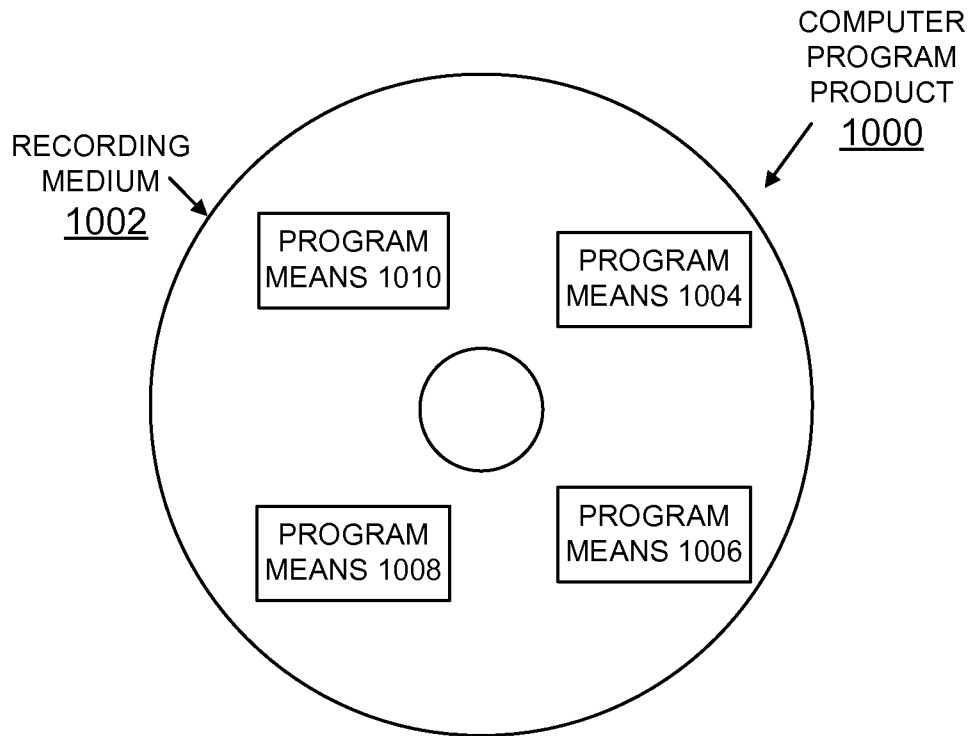 COMPUTER
PROGRAM
PRODUCT
1000
RECORDING
MEDIUM
1002
PROGRAM
MEANS 1010
PROGRAM
MEANS 1004
PROGRAM
MEANS 1008
PROGRAM
MEANS 1006